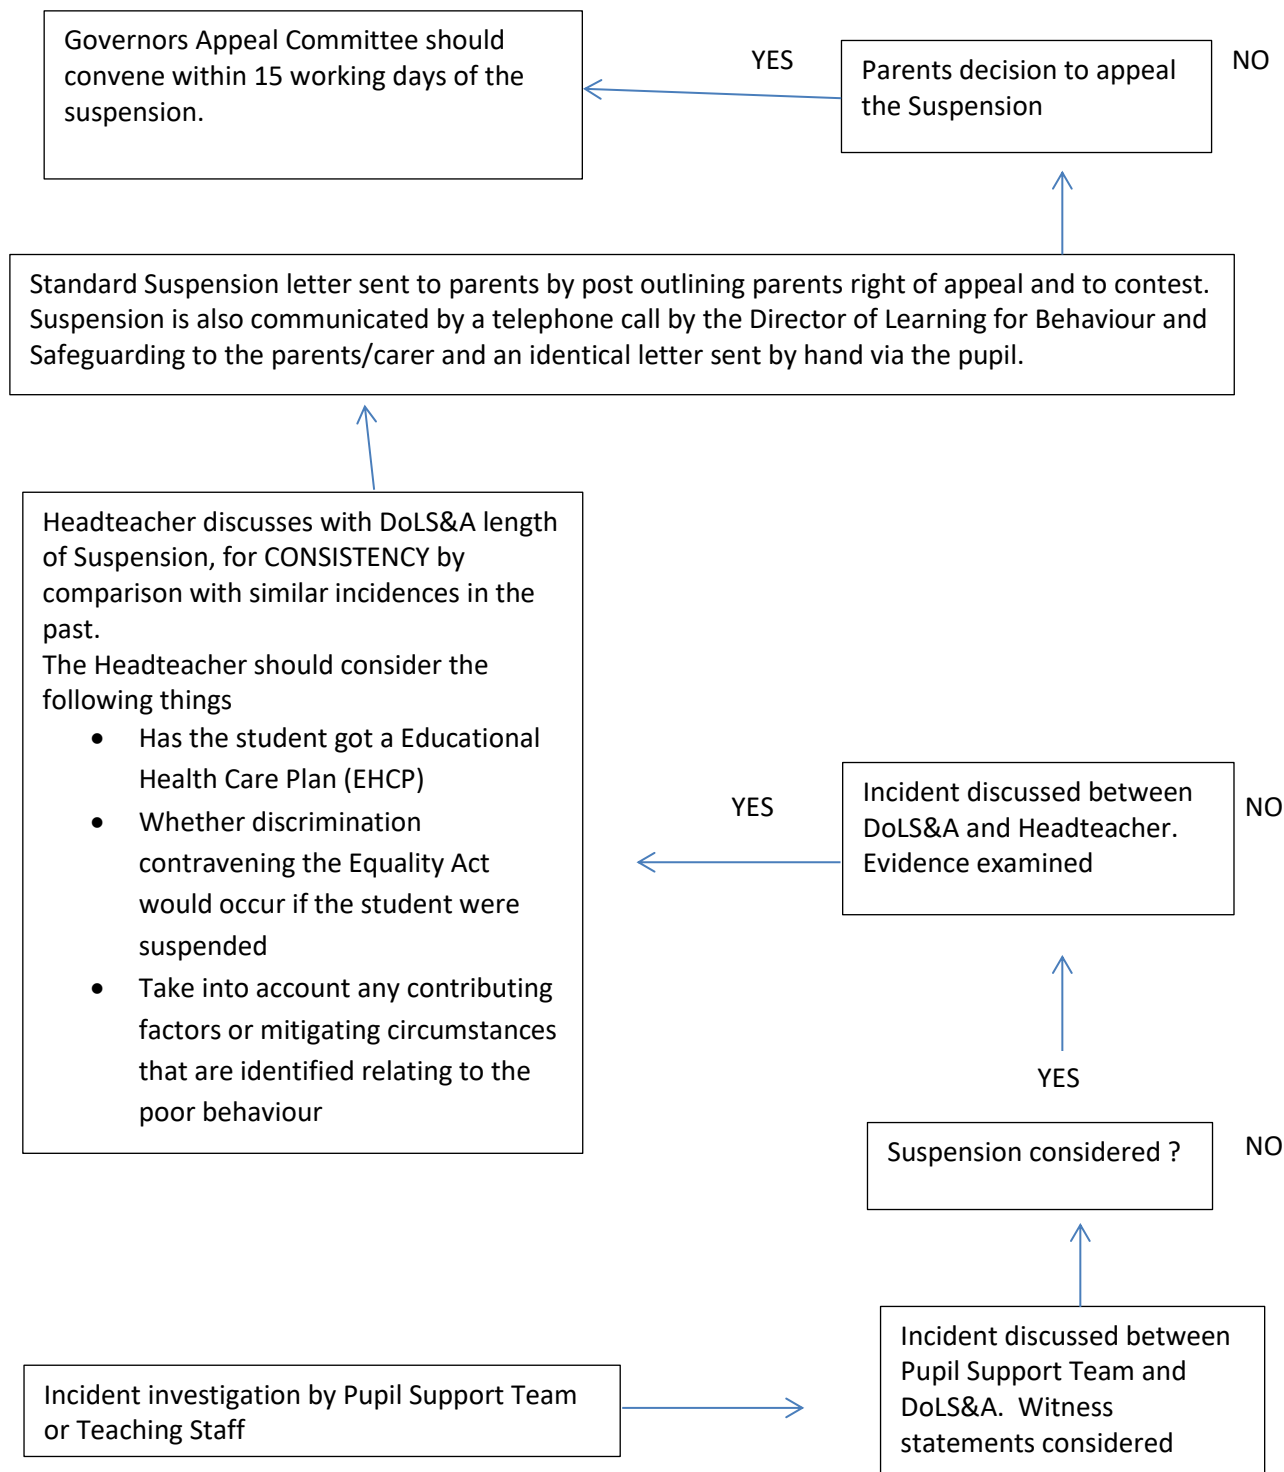 Governors Appeal Committee should
convene within 15 working days of the
suspension.
YES
Parents decision to appeal
the Suspension
NO
Standard Suspension letter sent to parents by post outlining parents right of appeal and to contest.
Suspension is also communicated by a telephone call by the Director of Learning for Behaviour and
Safeguarding to the parents/carer and an identical letter sent by hand via the pupil.
Headteacher discusses with DoLS&A length
of Suspension, for CONSISTENCY by
comparison with similar incidences in the
past.
The Headteacher should consider the
following things
• Has the student got a Educational
Health Care Plan (EHCP)
• Whether discrimination
contravening the Equality Act
would occur if the student were
suspended
• Take into account any contributing
factors or mitigating circumstances
that are identified relating to the
poor behaviour
YES
Incident discussed between
DoLS&A and Headteacher.
Evidence examined
NO
YES
Suspension considered ?
NO
Incident investigation by Pupil Support Team
or Teaching Staff
Incident discussed between
Pupil Support Team and
DoLS&A.  Witness
statements considered